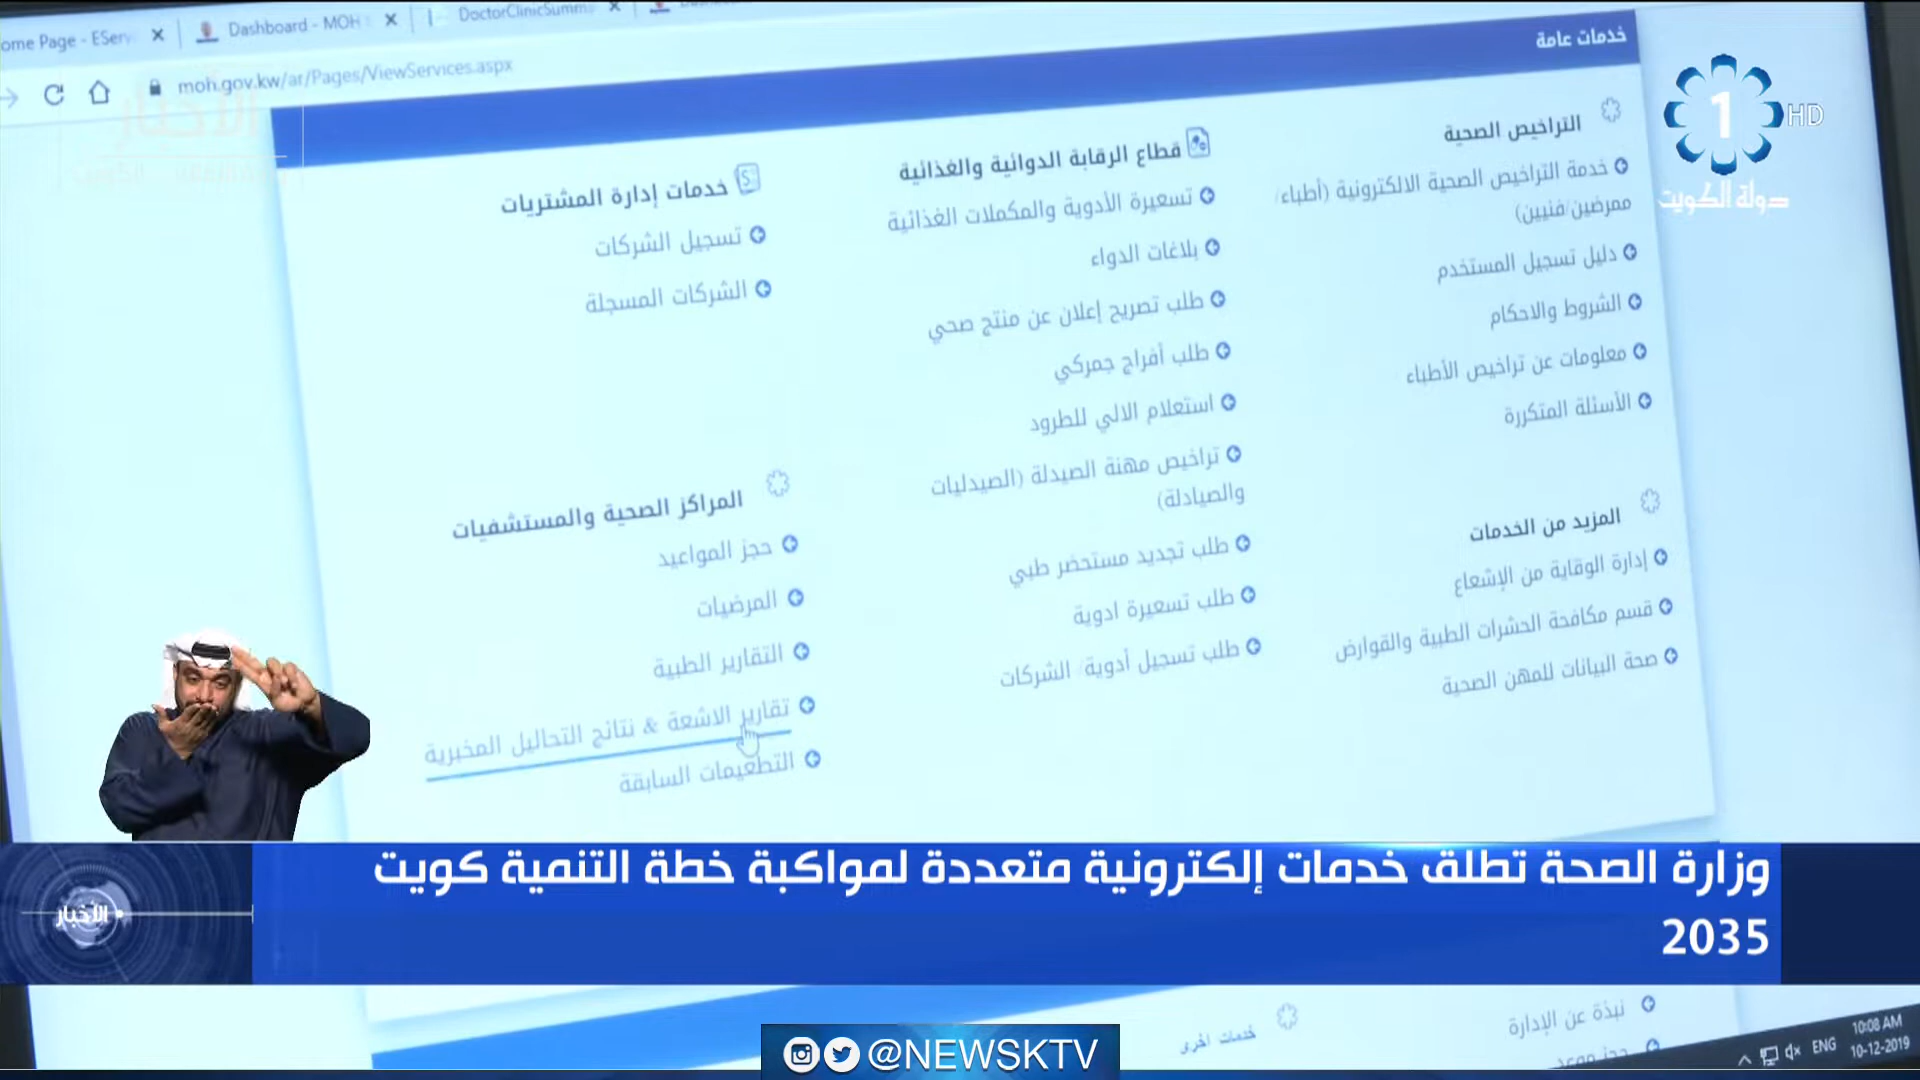 ome Page - EServ
Dashboard - MOH
DoctorClinicSumma
moh.gov.kw/ar/Pages/ViewServices.aspx
الأخبار
1
HD
دولة الكويت
خدمات عامة
التراخيص الصحية
خدمة التراخيص الصحية الالكترونية (أطباء/
ممرضين/فنيين)
دليل تسجيل المستخدم
الشروط والاحكام
معلومات عن تراخيص الأطباء
الأسئلة المتكررة
المزيد من الخدمات
إدارة الوقاية من الإشعاع
قسم مكافحة الحشرات الطبية والقوارض
صحة البيانات للمهن الصحية
قطاع الرقابة الدوائية والغذائية
تسعيرة الأدوية والمكملات الغذائية
بلاغات الدواء
طلب تصريح إعلان عن منتج صحي
طلب أفراج جمركي
استعلام الالي للطرود
تراخيص مهنة الصيدلة (الصيدليات
والصيادلة)
طلب تجديد مستحضر طبي
طلب تسعيرة ادوية
طلب تسجيل أدوية/ الشركات
خدمات إدارة المشتريات
تسجيل الشركات
الشركات المسجلة
المراكز الصحية والمستشفيات
حجز المواعيد
المرضيات
التقارير الطبية
تقارير الاشعة & نتائج التحاليل المخبرية
التطعيمات السابقة
وزارة الصحة تطلق خدمات إلكترونية متعددة لمواكبة خطة التنمية كويت
2035
الأخبار
نبذة عن الإدارة
خدمات اخرى
@NEWSKTV
ENG
10:08 AM
10-12-2019